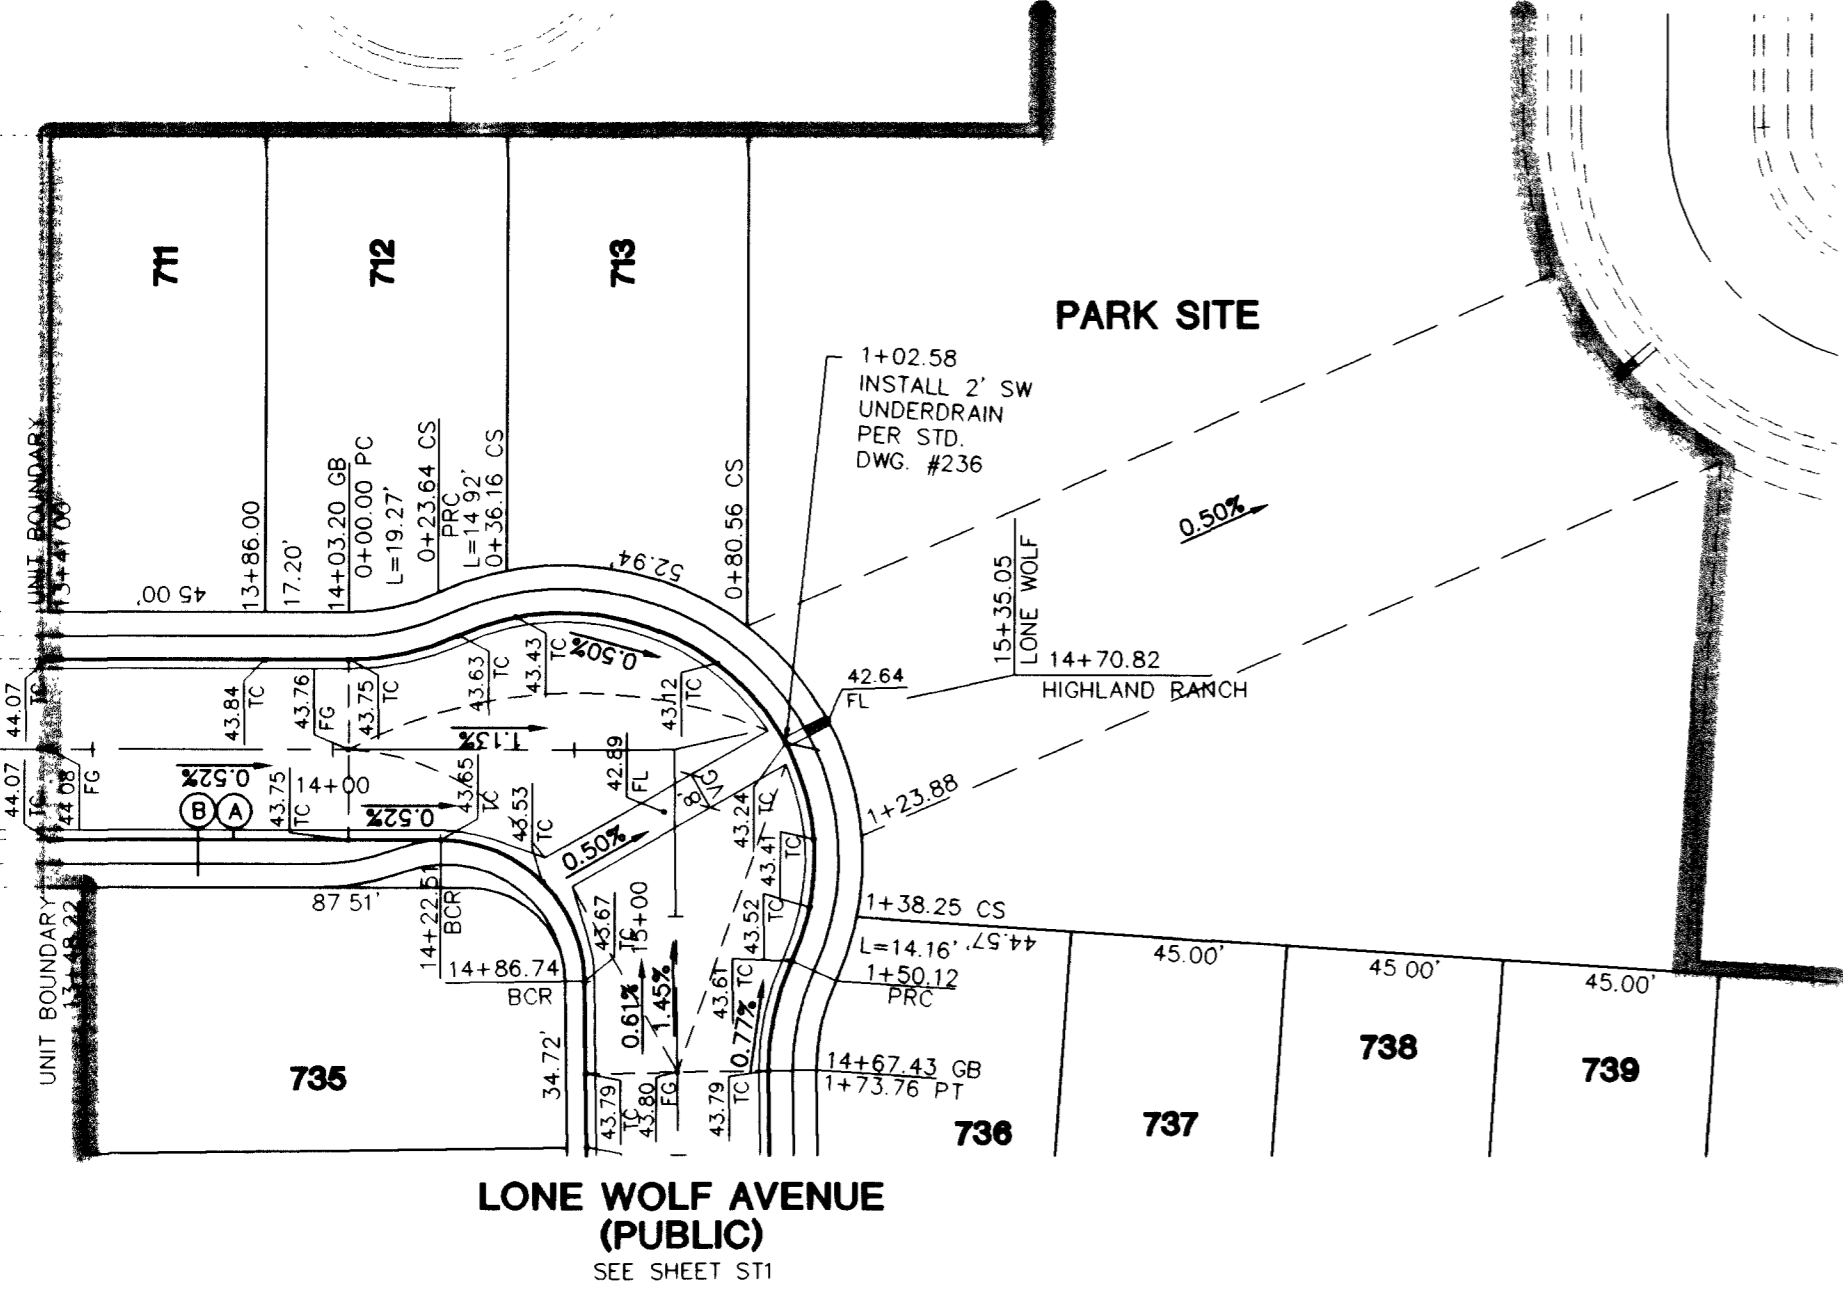 711
712
713
PARK SITE
1+02.58
INSTALL 2' SW
UNDERDRAIN
PER STD.
DWG. #236
UNIT BOUNDARY
45.00'
13+86.00
17.20'
14+03.20 GB
0+00.00 PC
L=19.27'
0+23.64 CS
PRC
L=14.92'
0+36.16 CS
52.94'
0+80.56 CS
0.50%
15+35.05
LONE WOLF
14+70.82
HIGHLAND RANCH
42.64
FL
44.07
TC
43.84
TC
43.76
FG
43.75
TC
43.63
TC
43.43
TC
0.50%
43.12
TC
1.13%
44.07
TC
44.08
FG
0.52%
B
A
43.75
TC
14+00
0.52%
43.65
TC
43.53
TC
42.89
FL
8' VG
0.50%
43.24
TC
43.41
TC
43.52
TC
1+23.88
87.51'
14+22.51
BCR
43.67
TC
15+00
1+38.25 CS
L=14.16'
44.57'
45.00'
45.00'
45.00'
1+50.12
PRC
14+86.74
BCR
0.61%
1.45%
43.61
TC
0.77%
UNIT BOUNDARY
13+48.22
34.72'
14+67.43 GB
1+73.76 PT
43.79
TC
43.80
FG
43.79
TC
735
736
737
738
739
LONE WOLF AVENUE
(PUBLIC)
SEE SHEET ST1